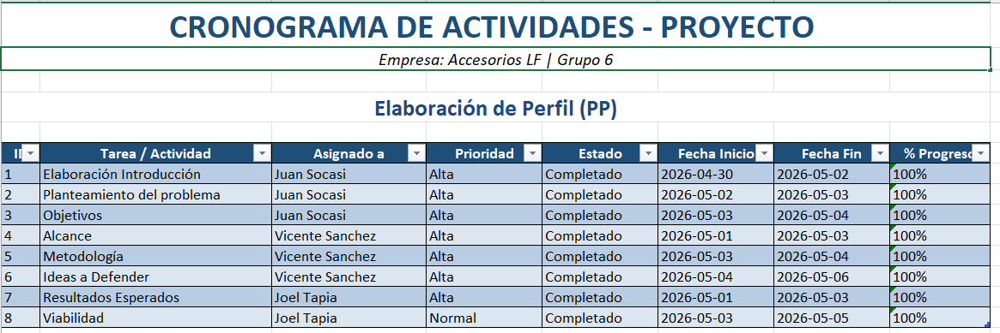 CRONOGRAMA DE ACTIVIDADES - PROYECTO
Empresa: Accesorios LF | Grupo 6
Elaboración de Perfil (PP)
ID Tarea / Actividad Asignado a Prioridad Estado Fecha Inicio Fecha Fin % Progreso
1 Elaboración Introducción Juan Socasi Alta Completado 2026-04-30 2026-05-02 100%
2 Planteamiento del problema Juan Socasi Alta Completado 2026-05-02 2026-05-03 100%
3 Objetivos Juan Socasi Alta Completado 2026-05-03 2026-05-04 100%
4 Alcance Vicente Sanchez Alta Completado 2026-05-01 2026-05-03 100%
5 Metodología Vicente Sanchez Alta Completado 2026-05-03 2026-05-04 100%
6 Ideas a Defender Vicente Sanchez Alta Completado 2026-05-04 2026-05-06 100%
7 Resultados Esperados Joel Tapia Alta Completado 2026-05-01 2026-05-03 100%
8 Viabilidad Joel Tapia Normal Completado 2026-05-03 2026-05-05 100%